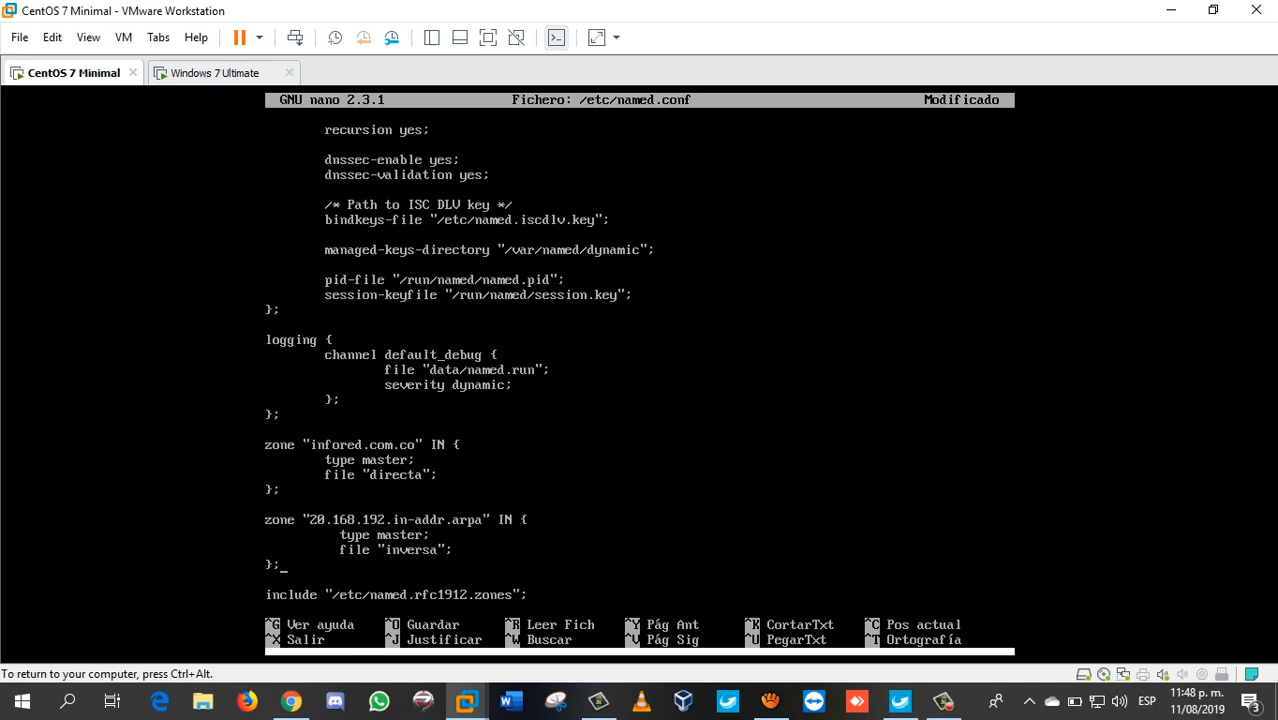 CentOS 7 Minimal - VMware Workstation
File Edit View VM Tabs Help
CentOS 7 Minimal Windows 7 Ultimate
GNU nano 2.3.1 Fichero: /etc/named.conf Modificado
recursion yes;
dnssec-enable yes;
dnssec-validation yes;
/* Path to ISC DLV key */
bindkeys-file "/etc/named.iscdlv.key";
managed-keys-directory "/var/named/dynamic";
pid-file "/run/named/named.pid";
session-keyfile "/run/named/session.key";
};
logging {
channel default_debug {
file "data/named.run";
severity dynamic;
};
};
zone "infored.com.co" IN {
type master;
file "directa";
};
zone "20.168.192.in-addr.arpa" IN {
type master;
file "inversa";
};_
include "/etc/named.rfc1912.zones";
^G Ver ayuda ^O Guardar ^R Leer Fich ^Y Pág Ant ^K CortarTxt ^C Pos actual
^X Salir ^J Justificar ^W Buscar ^V Pág Sig ^U PegarTxt ^T Ortografía
To return to your computer, press Ctrl+Alt.
ESP
11:48 p. m.
11/08/2019
3